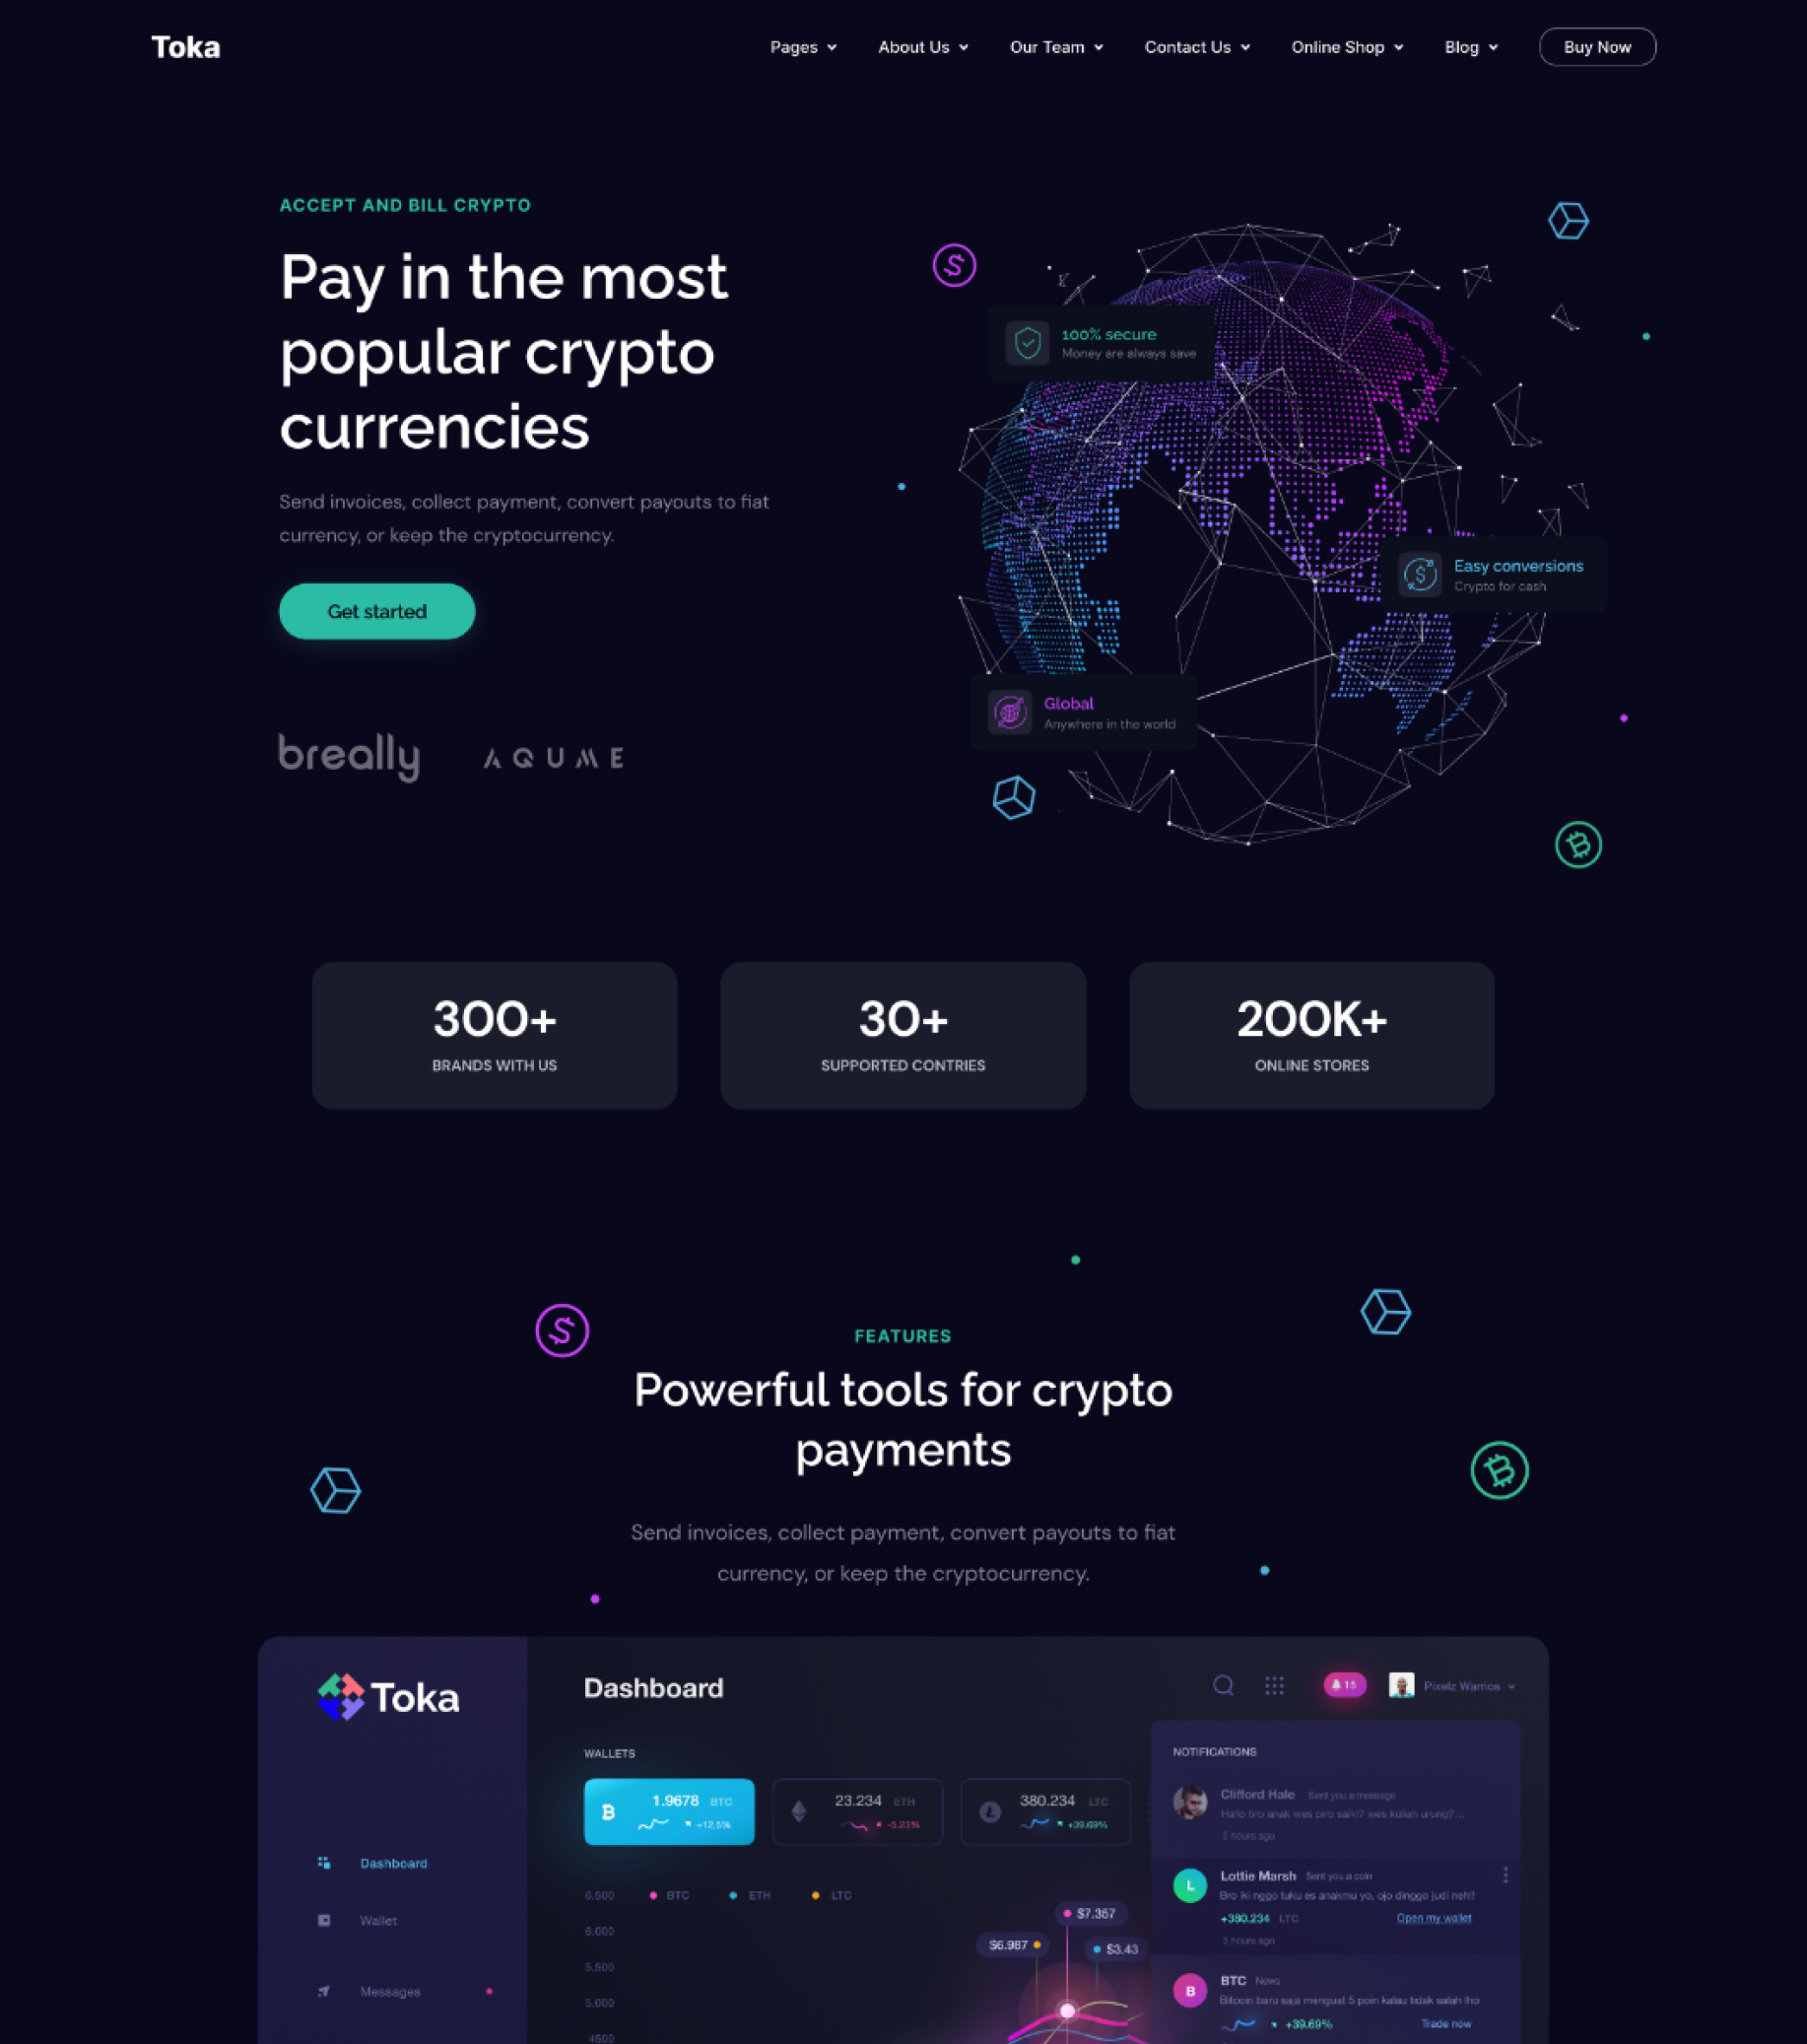 Toka
Pages
About Us
Our Team
Contact Us
Online Shop
Blog
Buy Now
ACCEPT AND BILL CRYPTO
Pay in the most
popular crypto
currencies
Send invoices, collect payment, convert payouts to fiat
currency, or keep the cryptocurrency.
Get started
breally
AQUME
100% secure
Money are always save
Easy conversions
Crypto for cash
Global
Anywhere in the world
300+
BRANDS WITH US
30+
SUPPORTED CONTRIES
200K+
ONLINE STORES
FEATURES
Powerful tools for crypto
payments
Send invoices, collect payment, convert payouts to fiat
currency, or keep the cryptocurrency.
Toka
Dashboard
Wallet
Messages
Dashboard
15
Pixelz Warrios
WALLETS
1.9678 BTC
+12,5%
23.234 ETH
-5.23%
380.234 LTC
+39.69%
6.500
BTC
ETH
LTC
6.000
5.500
5.000
4500
$7.357
$6.987
$3.43
NOTIFICATIONS
Clifford Hale Sent you a message
Hallo bro anak wes piro saiki? wes kuliah urung?...
2 hours ago
L
Lottie Marsh Sent you a coin
Bro iki nggo tuku es anakmu yo, ojo dinggo judi neh!!
+380.234 LTC
Open my wallet
3 hours ago
B
BTC News
Bitcoin baru saja menguat 5 poin kalau tidak salah lho
+39.69%
Trade now